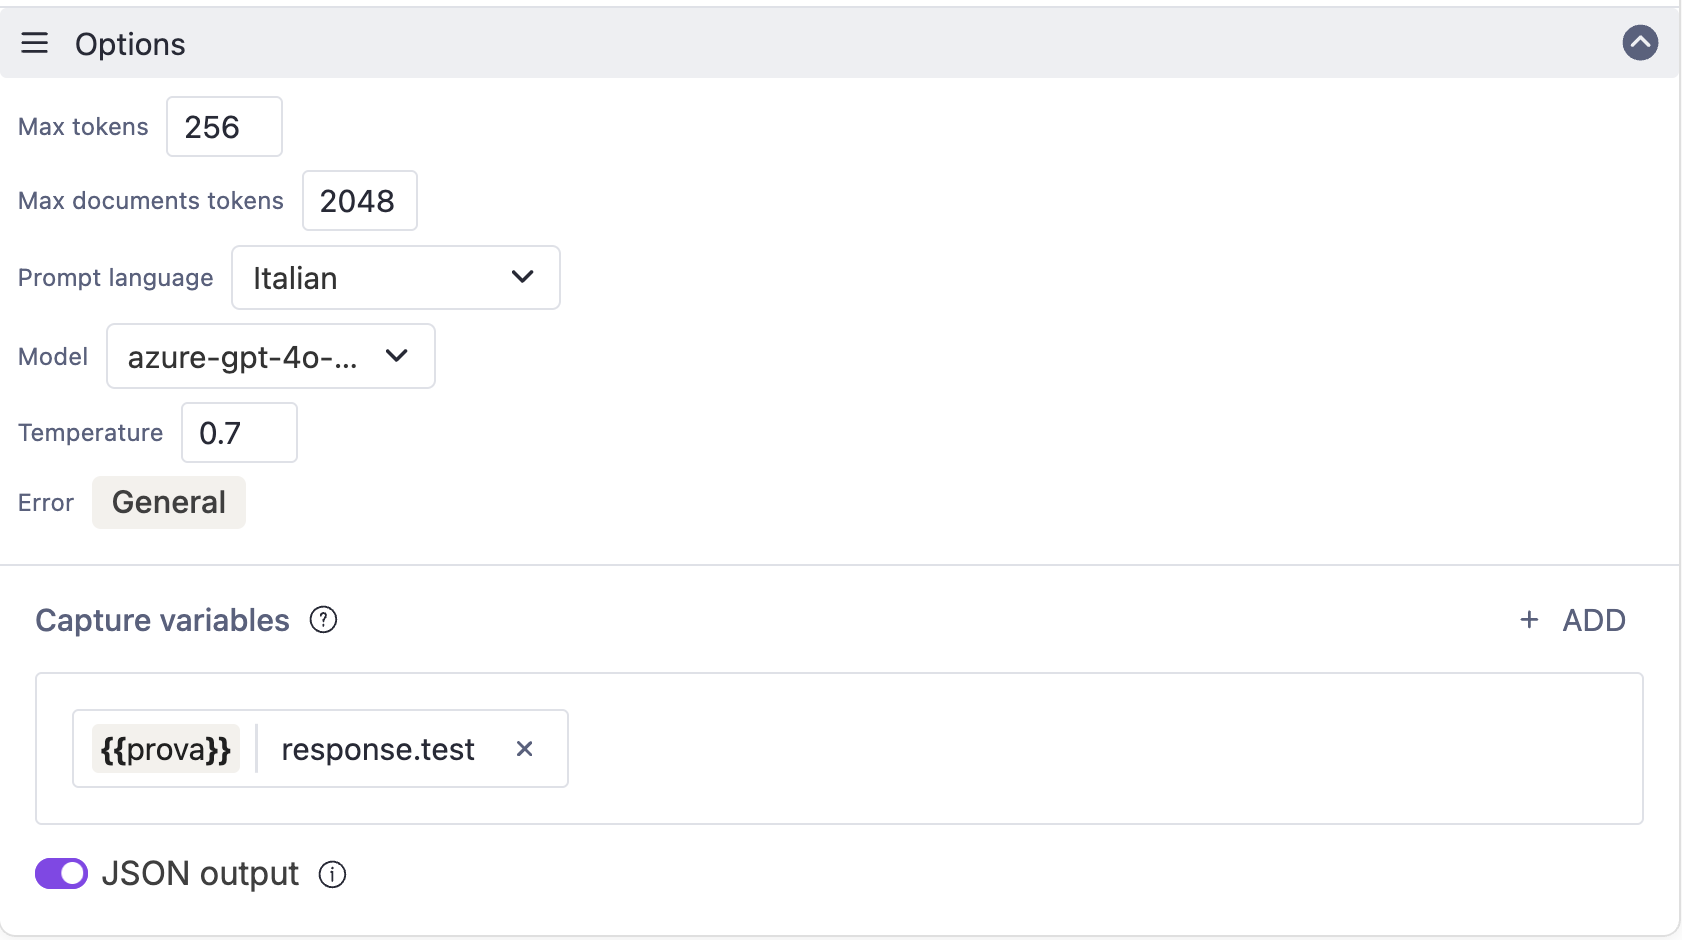 Options
Max tokens 256
Max documents tokens 2048
Prompt language Italian
Model azure-gpt-4o-...
Temperature 0.7
Error General
Capture variables ? + ADD
{{prova}} response.test ×
JSON output i